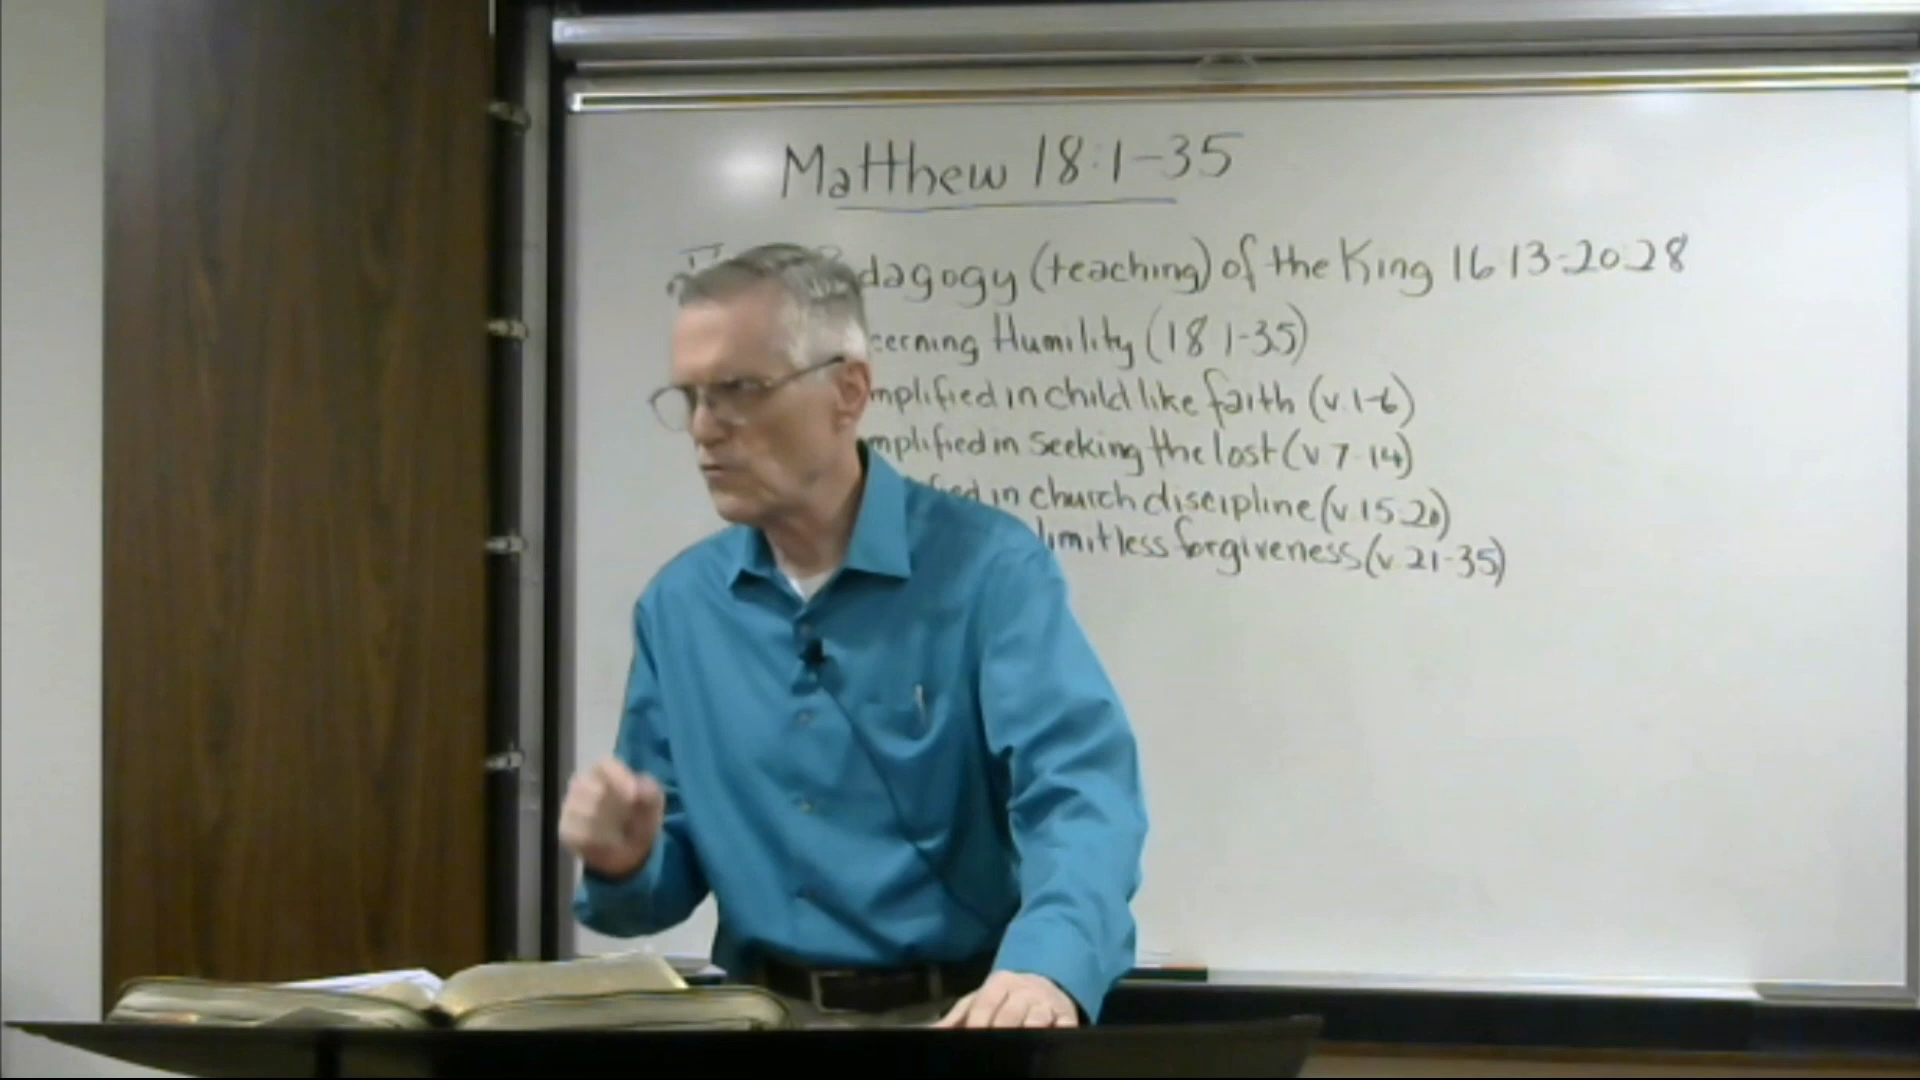 Matthew 18:1-35
dagogy (teaching) of the King 16 13-20 28
cerning Humility (18 1-35)
mplified in child like faith (v. 1-6)
mplified in seeking the lost (v 7-14)
fied in church discipline (v 15-20)
limitless forgiveness (v 21-35)